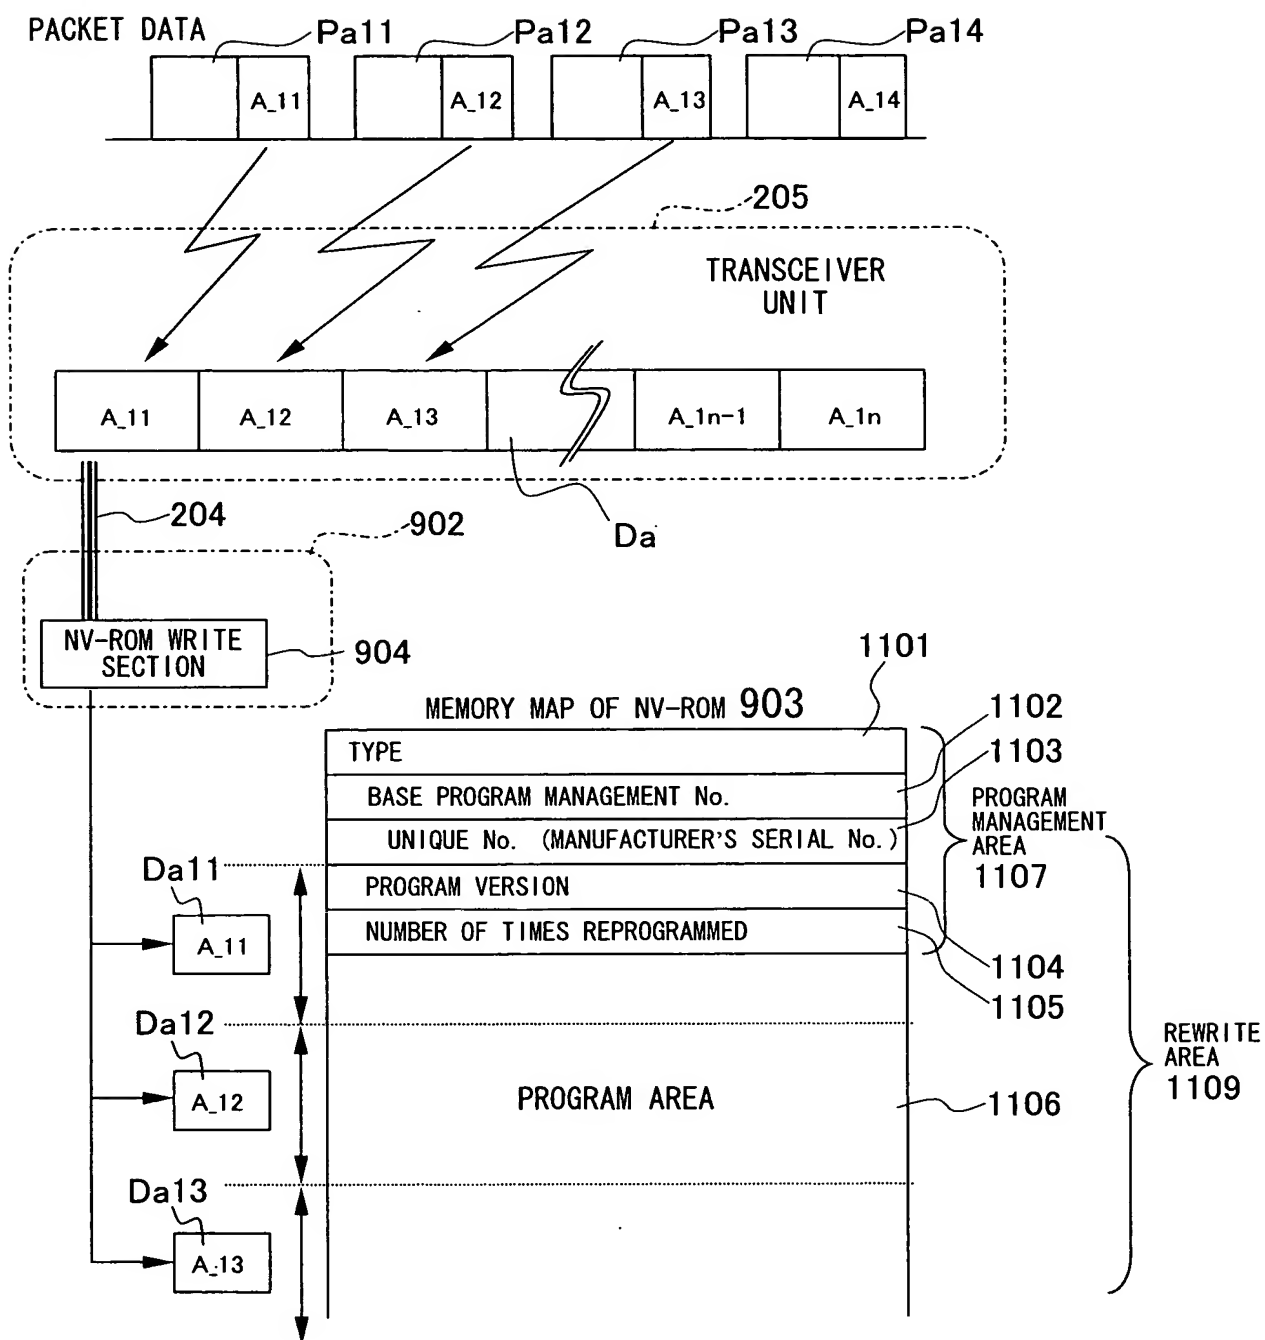 PACKET DATA
Pa11
Pa12
Pa13
Pa14
A_11
A_12
A_13
A_14
205
TRANSCEIVER
UNIT
A_11
A_12
A_13
A_1n-1
A_1n
204
902
Da
NV-ROM WRITE
SECTION
904
1101
MEMORY MAP OF NV-ROM 903
1102
1103
TYPE
BASE PROGRAM MANAGEMENT No.
UNIQUE No. (MANUFACTURER'S SERIAL No.)
PROGRAM
MANAGEMENT
AREA
1107
Da11
PROGRAM VERSION
A_11
NUMBER OF TIMES REPROGRAMMED
1104
1105
Da12
A_12
PROGRAM AREA
1106
REWRITE
AREA
1109
Da13
A_13